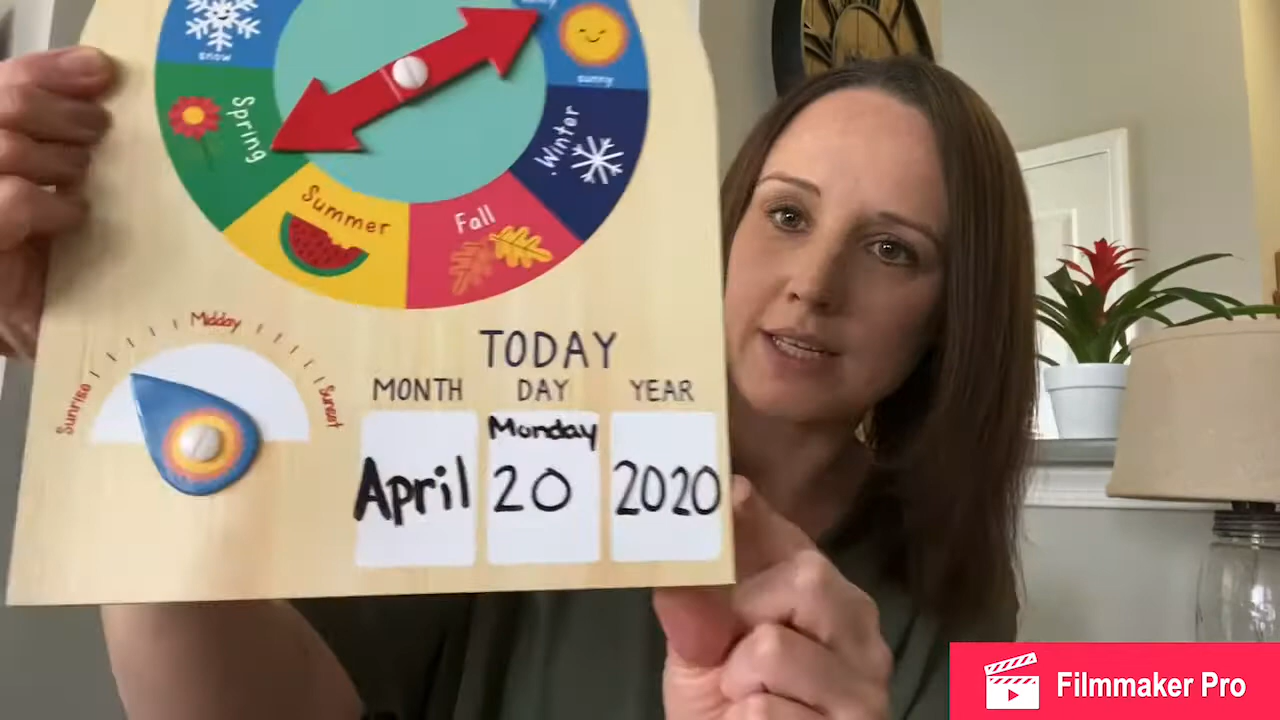 snow
sunny
Spring
Winter
Summer
Fall
Midday
Sunrise
Sunset
TODAY
MONTH DAY YEAR
Monday
April 20 2020
Filmmaker Pro